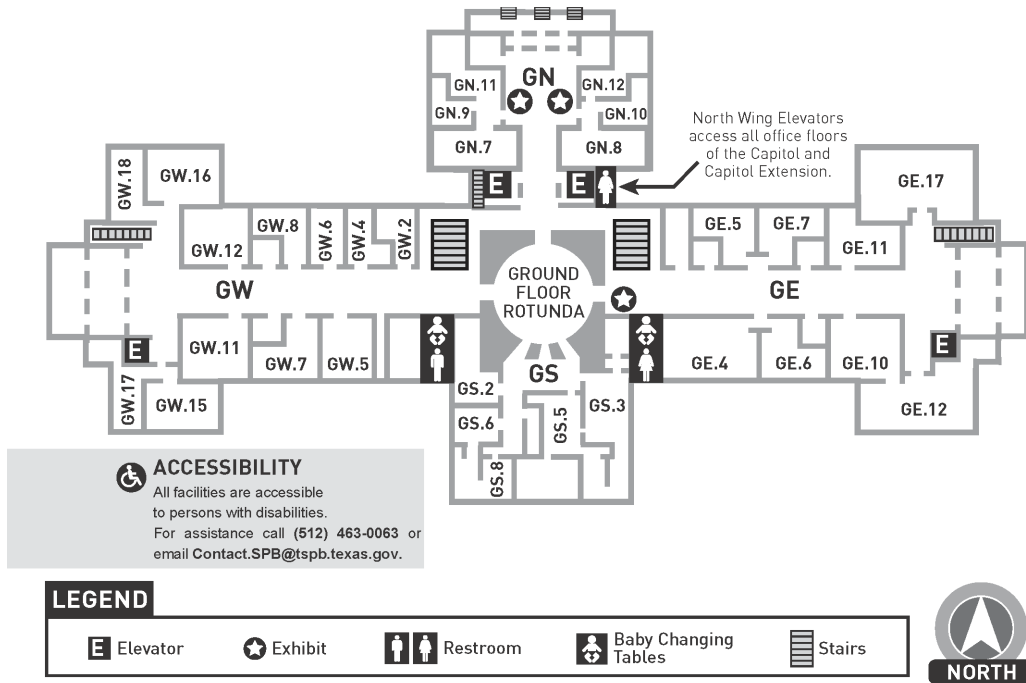 GN
GN.11
GN.12
GN.9
GN.10
GN.7
GN.8
E
E
North Wing Elevators
access all office floors
of the Capitol and
Capitol Extension.
GW.18
GW.16
GE.17
GW.12
GW.8
GW.6
GW.4
GW.2
GE.5
GE.7
GE.11
GROUND
FLOOR
ROTUNDA
GW
GE
E
GW.11
GW.7
GW.5
GE.4
GE.6
GE.10
E
GS
GW.17
GW.15
GS.2
GS.6
GS.8
GS.5
GS.3
GE.12
ACCESSIBILITY
All facilities are accessible
to persons with disabilities.
For assistance call (512) 463-0063 or
email Contact.SPB@tspb.texas.gov.
LEGEND
E Elevator
Exhibit
Restroom
Baby Changing
Tables
Stairs
NORTH